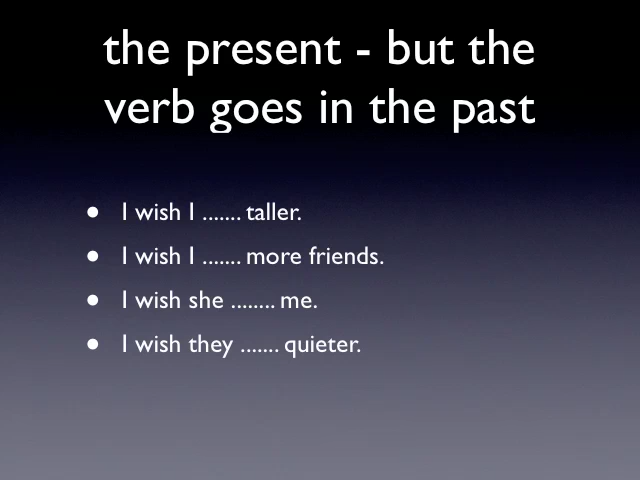 the present - but the
verb goes in the past
• I wish I ....... taller.
• I wish I ....... more friends.
• I wish she ........ me.
• I wish they ....... quieter.